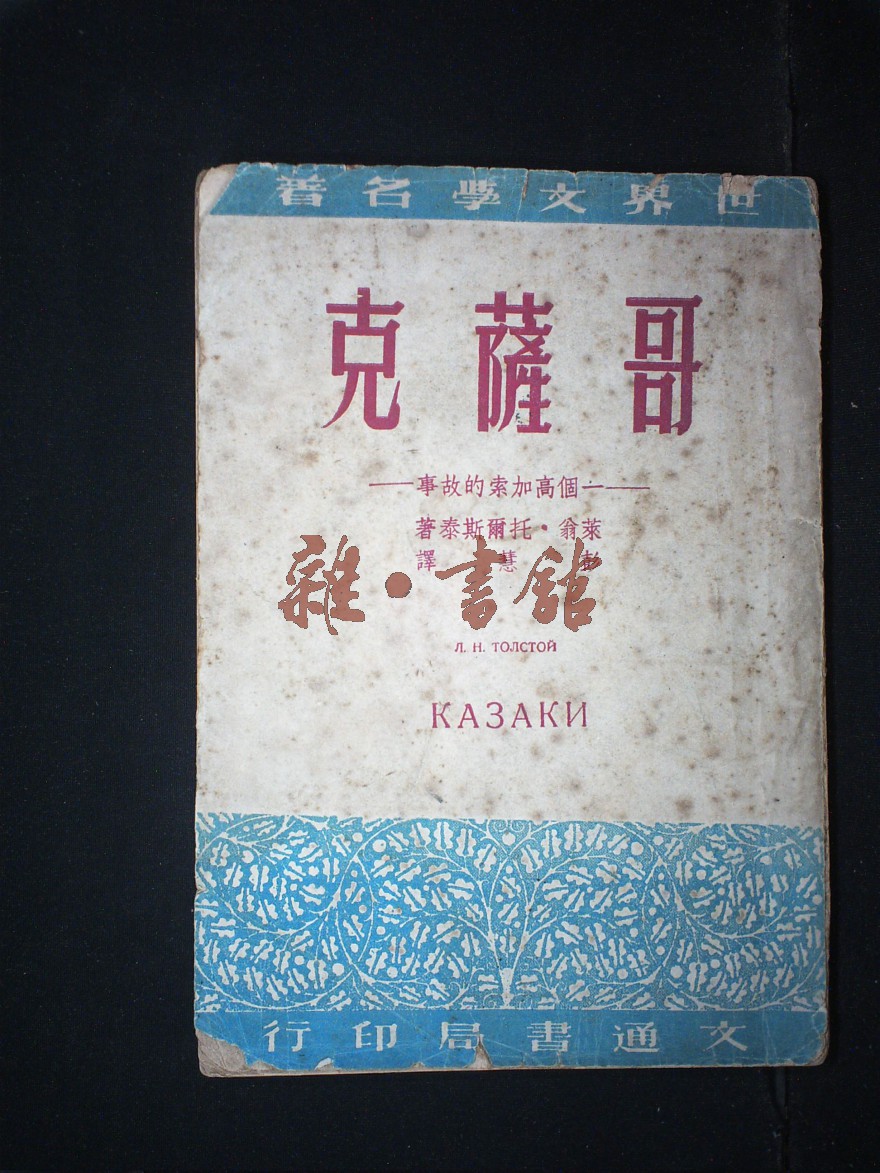 世界文學名著
哥薩克
——一個高加索的故事——
萊翁·托爾斯泰著
彭慧譯
雜·書館
Л. Н. ТОЛСТОЙ
КАЗАКИ
文通書局印行